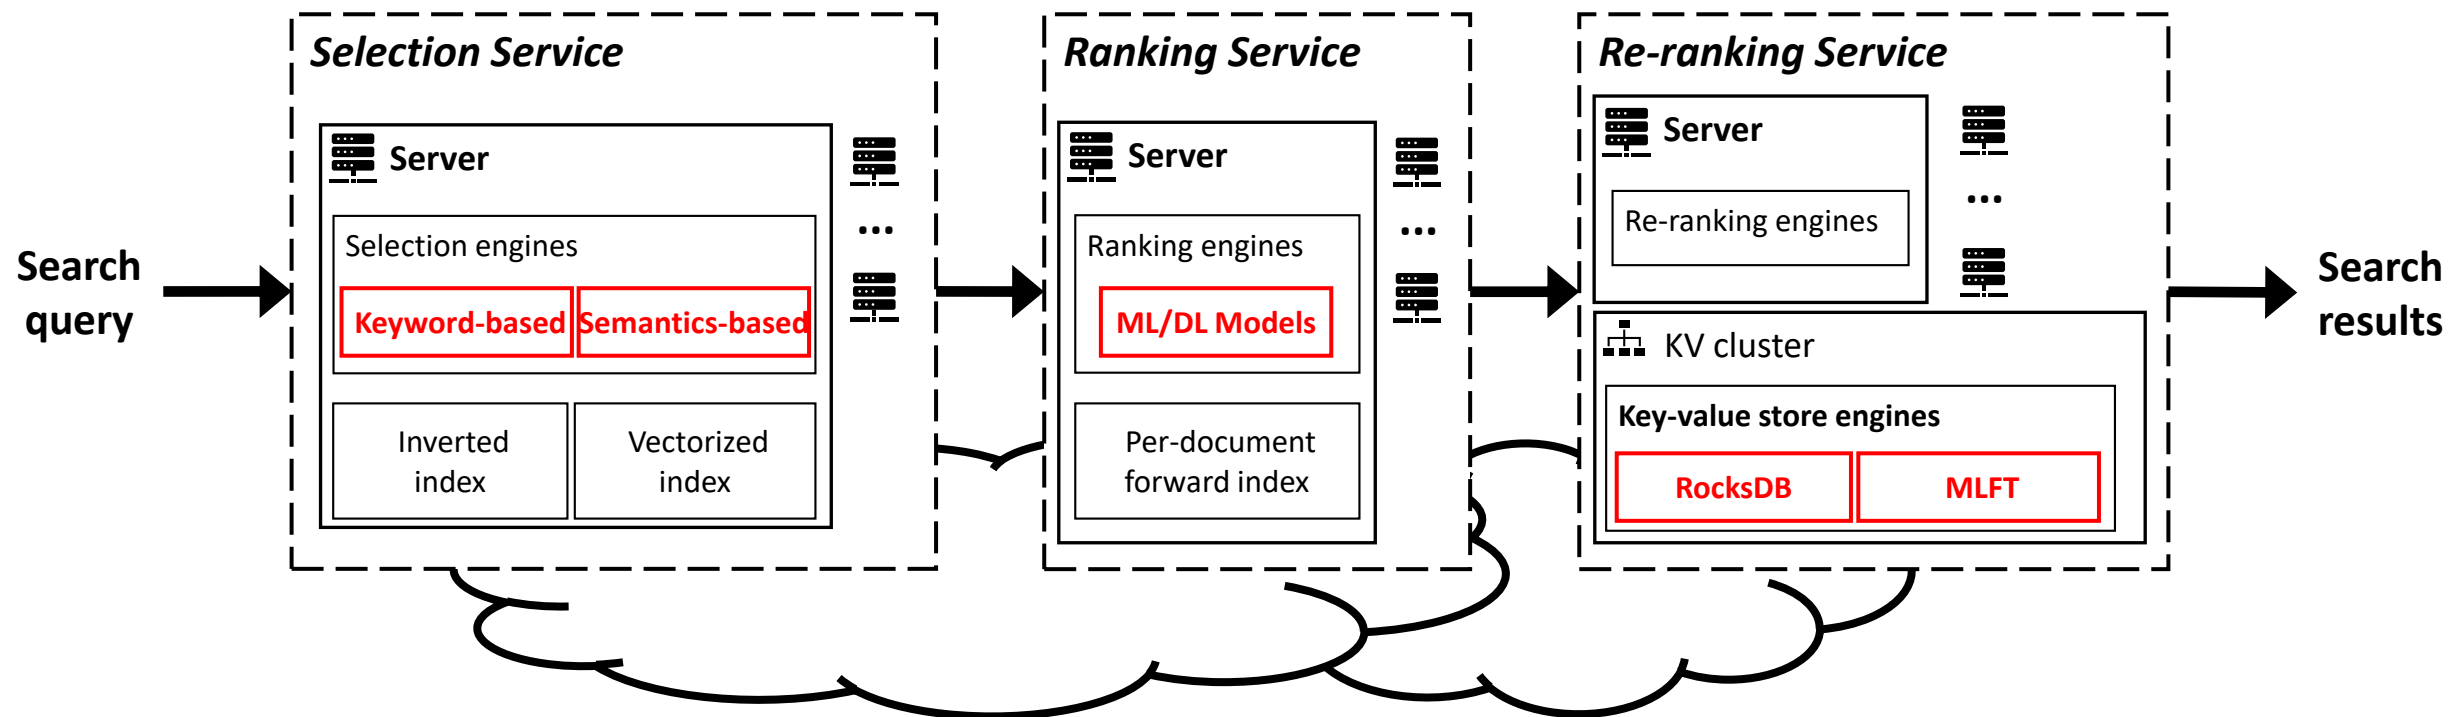 Search
query
Selection Service
Server
Selection engines
Keyword-based
Semantics-based
Inverted
index
Vectorized
index
...
Ranking Service
Server
Ranking engines
ML/DL Models
Per-document
forward index
...
Re-ranking Service
Server
Re-ranking engines
...
KV cluster
Key-value store engines
RocksDB
MLFT
Search
results